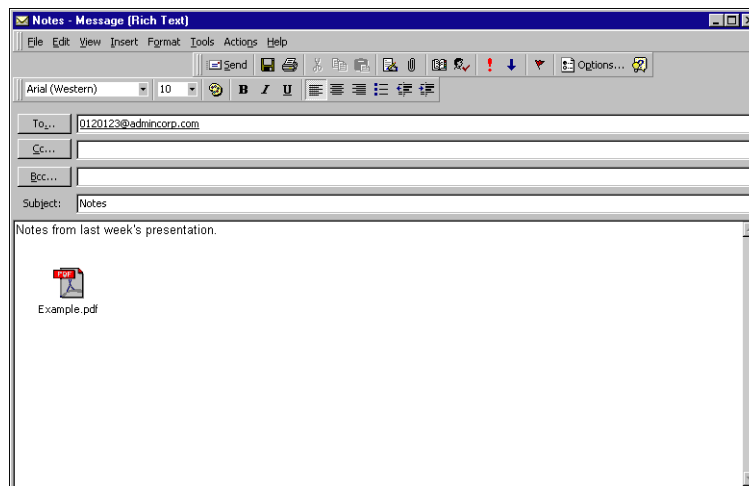 Notes - Message (Rich Text)
File Edit View Insert Format Tools Actions Help
Send Options...
Arial (Western) 10 B I U
To... 0120123@admincorp.com
Cc...
Bcc...
Subject: Notes
Notes from last week's presentation.
PDF
Example.pdf